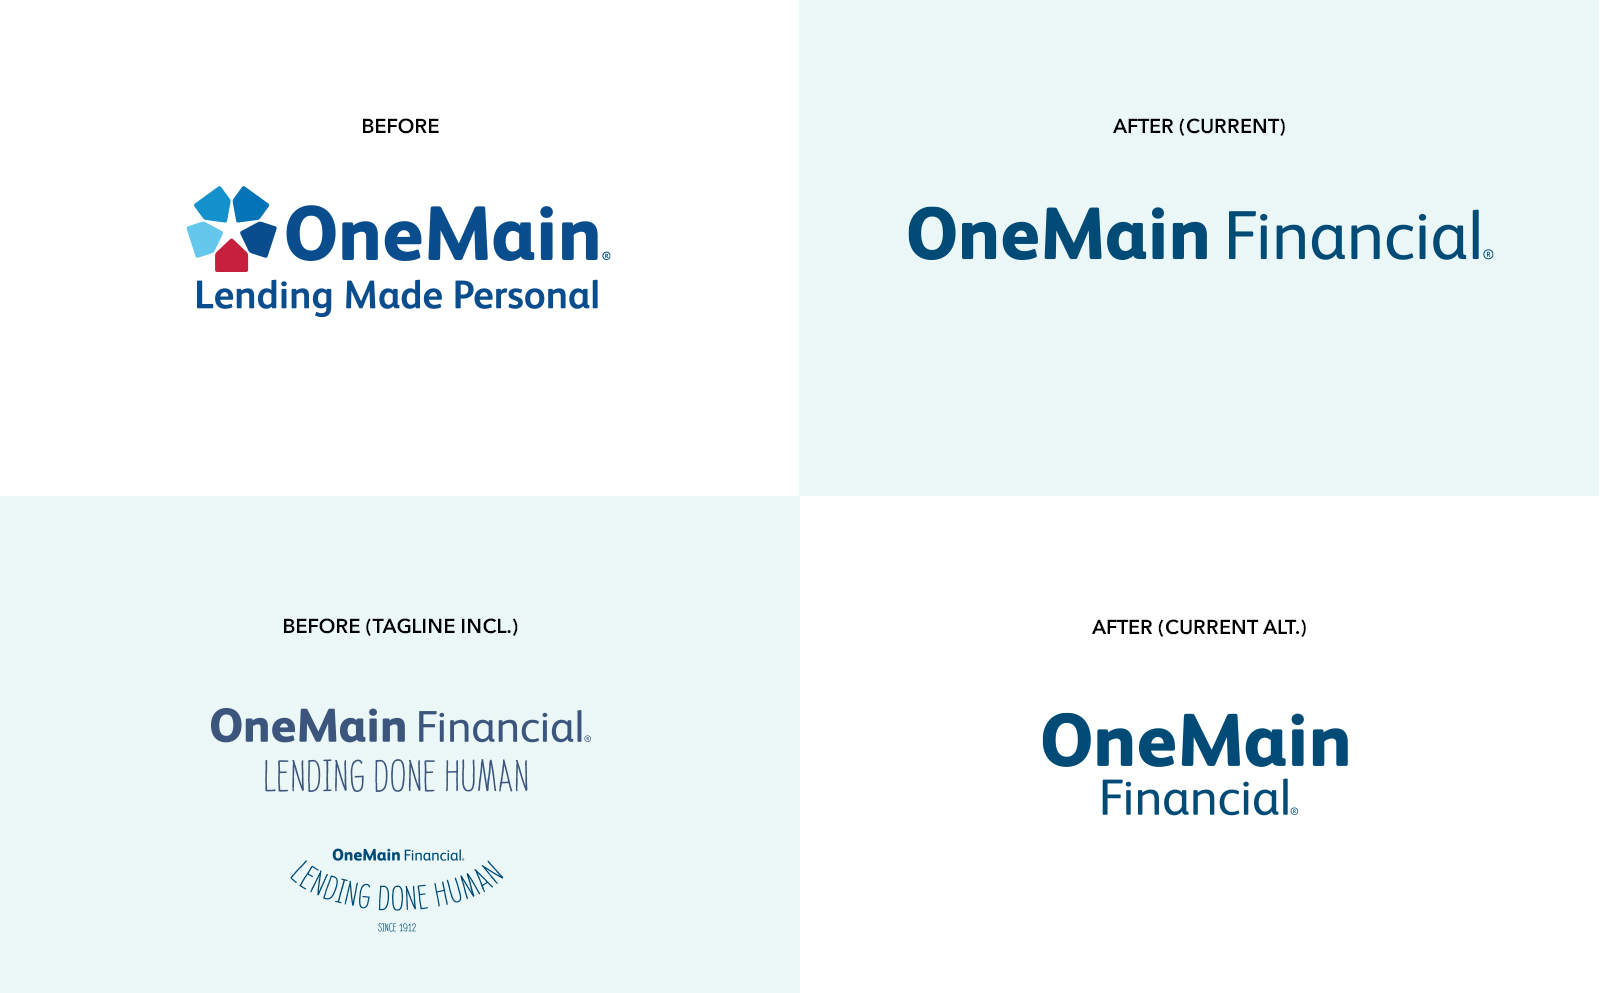 BEFORE
OneMain®
Lending Made Personal
AFTER (CURRENT)
OneMain Financial®
BEFORE (TAGLINE INCL.)
OneMain Financial®
LENDING DONE HUMAN
OneMain Financial®
LENDING DONE HUMAN
SINCE 1912
AFTER (CURRENT ALT.)
OneMain
Financial®